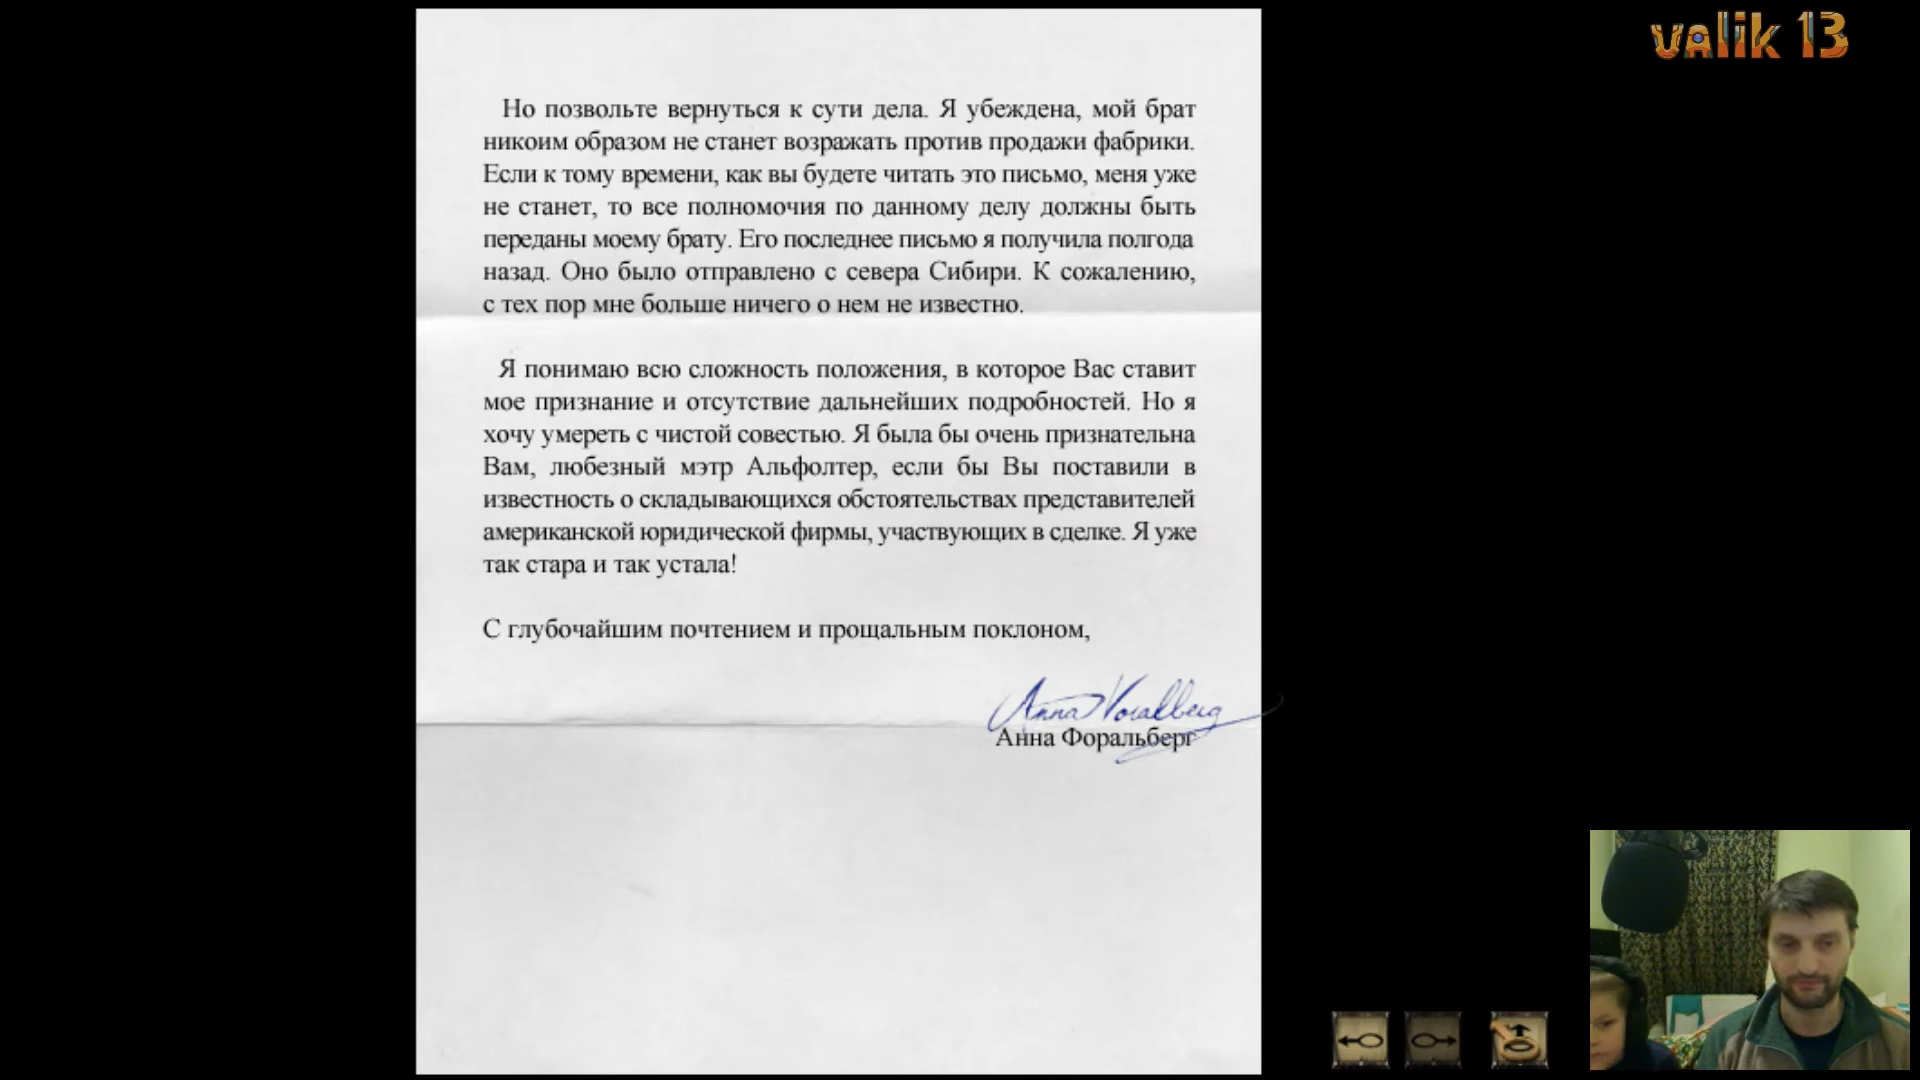 valik 13
Но позвольте вернуться к сути дела. Я убеждена, мой брат
никоим образом не станет возражать против продажи фабрики.
Если к тому времени, как вы будете читать это письмо, меня уже
не станет, то все полномочия по данному делу должны быть
переданы моему брату. Его последнее письмо я получила полгода
назад. Оно было отправлено с севера Сибири. К сожалению,
с тех пор мне больше ничего о нем не известно.
Я понимаю всю сложность положения, в которое Вас ставит
мое признание и отсутствие дальнейших подробностей. Но я
хочу умереть с чистой совестью. Я была бы очень признательна
Вам, любезный мэтр Альфолтер, если бы Вы поставили в
известность о складывающихся обстоятельствах представителей
американской юридической фирмы, участвующих в сделке. Я уже
так стара и так устала!
С глубочайшим почтением и прощальным поклоном,
Anna Voralberg
Анна Форальберг